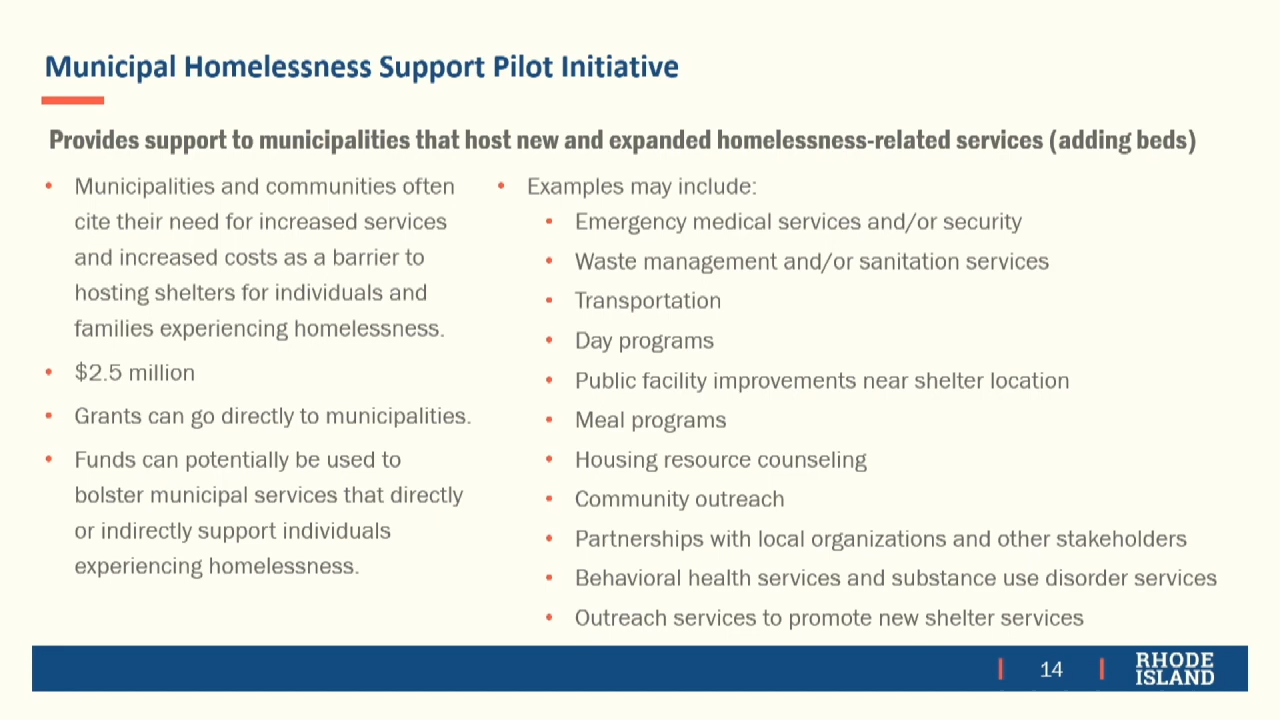 Municipal Homelessness Support Pilot Initiative
Provides support to municipalities that host new and expanded homelessness-related services (adding beds)
• Municipalities and communities often
cite their need for increased services
and increased costs as a barrier to
hosting shelters for individuals and
families experiencing homelessness.
• $2.5 million
• Grants can go directly to municipalities.
• Funds can potentially be used to
bolster municipal services that directly
or indirectly support individuals
experiencing homelessness.
• Examples may include:
• Emergency medical services and/or security
• Waste management and/or sanitation services
• Transportation
• Day programs
• Public facility improvements near shelter location
• Meal programs
• Housing resource counseling
• Community outreach
• Partnerships with local organizations and other stakeholders
• Behavioral health services and substance use disorder services
• Outreach services to promote new shelter services
| 14 |
RHODE
ISLAND